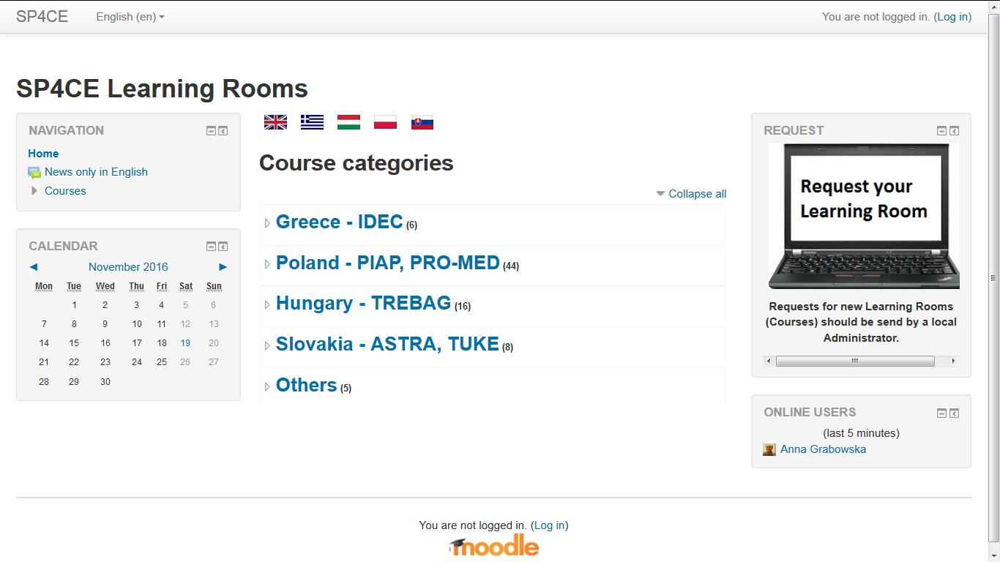 SP4CE
English (en)
You are not logged in. (Log in)
SP4CE Learning Rooms
NAVIGATION
Home
News only in English
Courses
CALENDAR
November 2016
Mon Tue Wed Thu Fri Sat Sun
1 2 3 4 5 6
7 8 9 10 11 12 13
14 15 16 17 18 19 20
21 22 23 24 25 26 27
28 29 30
Course categories
Collapse all
Greece - IDEC (6)
Poland - PIAP, PRO-MED (44)
Hungary - TREBAG (16)
Slovakia - ASTRA, TUKE (8)
Others (5)
REQUEST
Request your
Learning Room
Requests for new Learning Rooms
(Courses) should be send by a local
Administrator.
ONLINE USERS
(last 5 minutes)
Anna Grabowska
You are not logged in. (Log in)
moodle